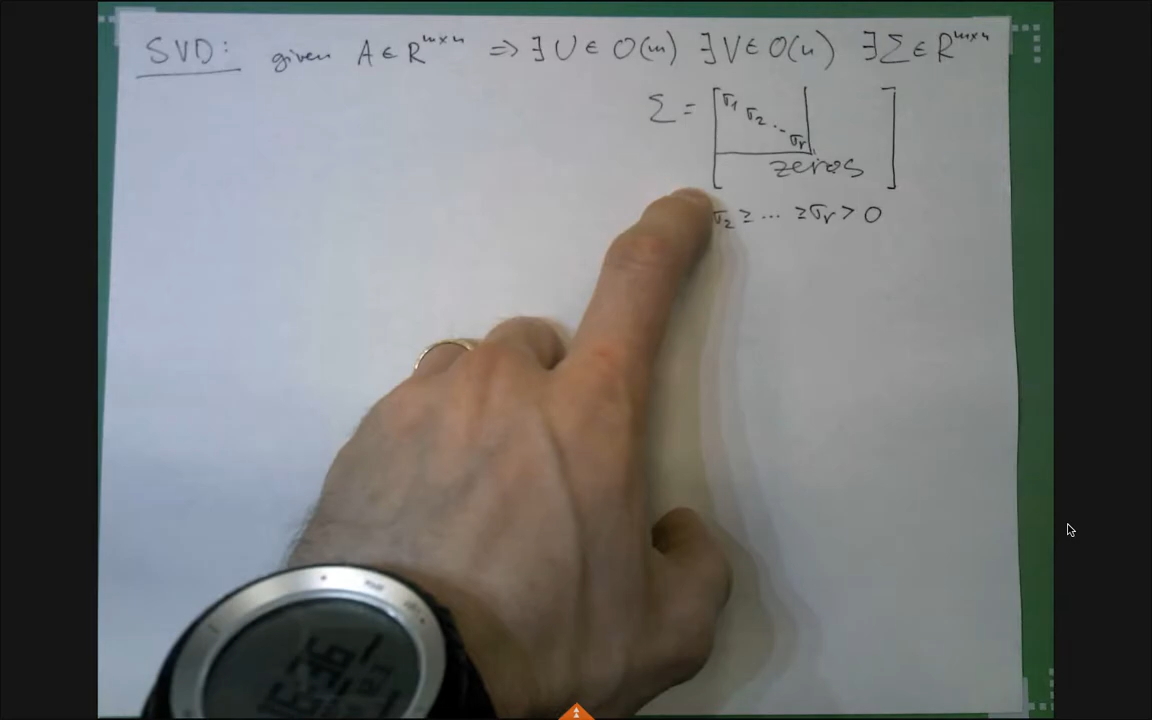 SVD: given A ∈ R^{m×n} ⇒ ∃ U ∈ O(m) ∃ V ∈ O(n) ∃ Σ ∈ R^{m×n}
Σ = [σ1 σ2 ... σr
zeros]
σ2 ≥ ... ≥ σr > 0